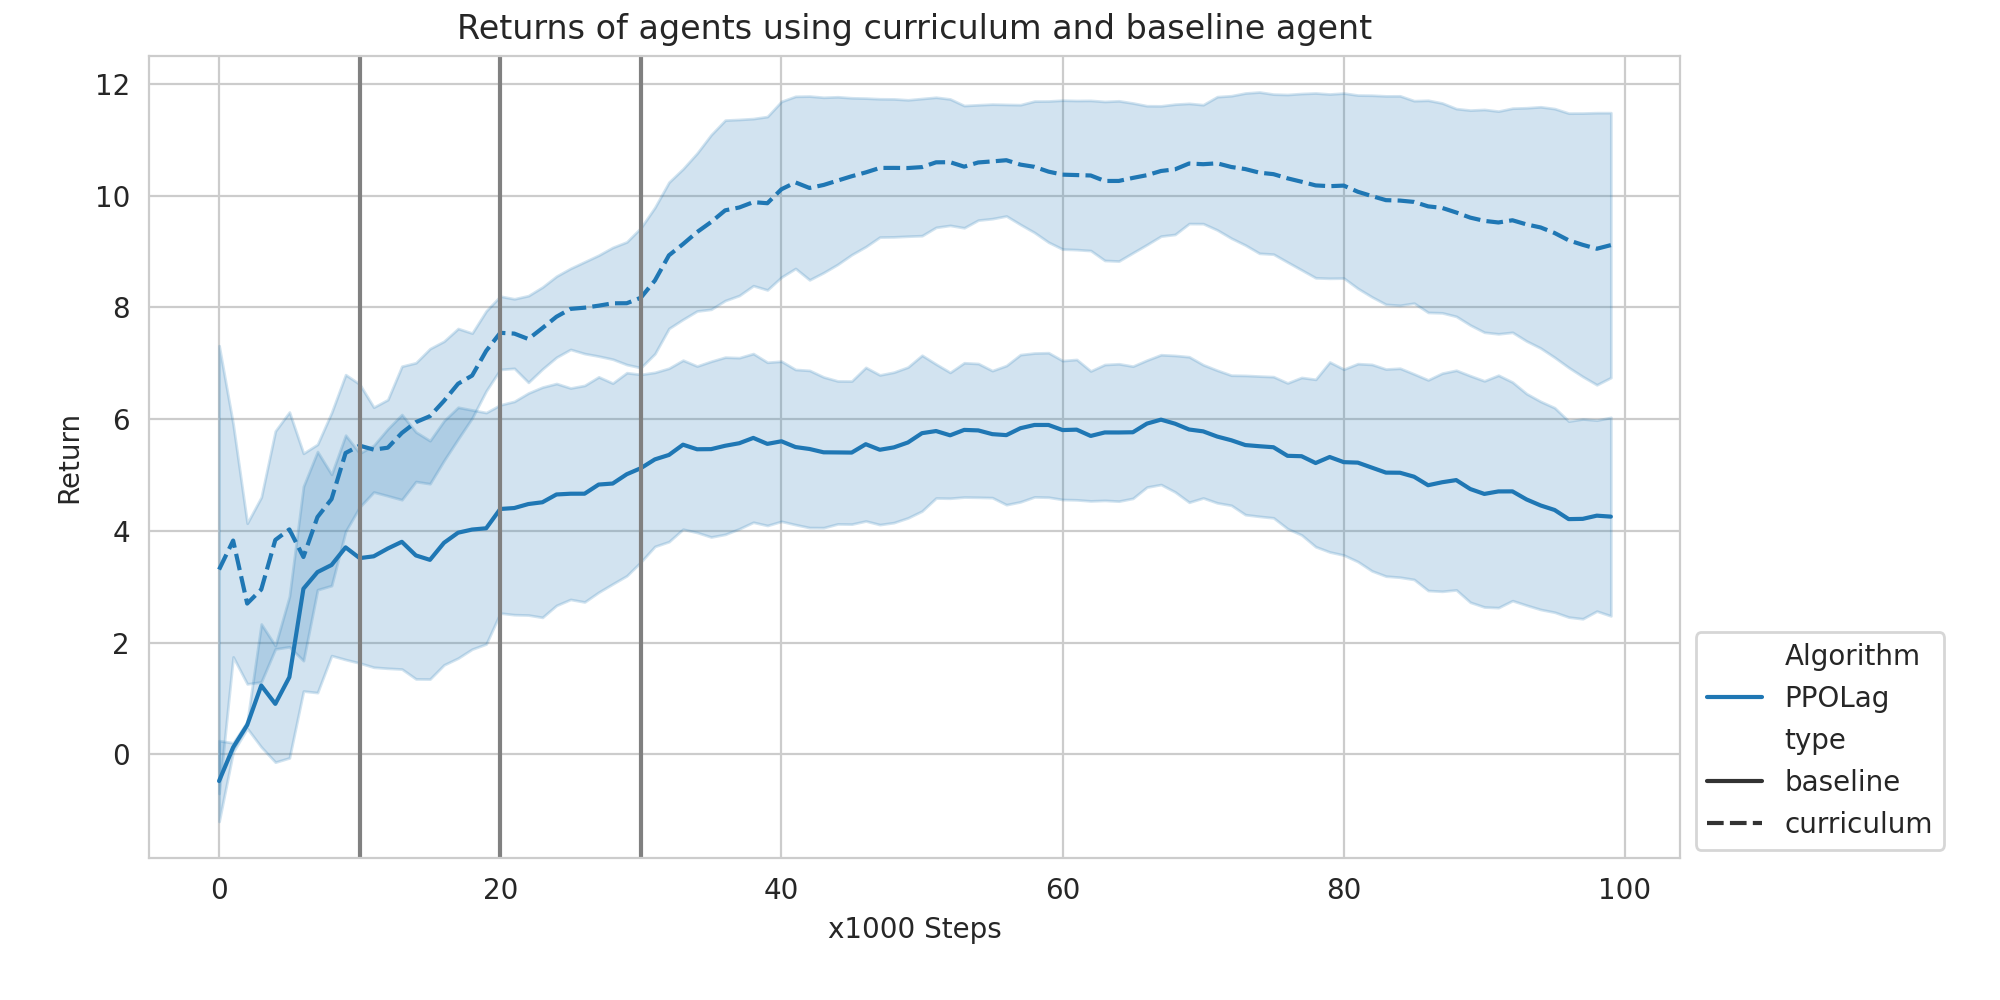 Returns of agents using curriculum and baseline agent
12
10
8
6
4
2
0
Return
0 20 40 60 80 100
x1000 Steps
Algorithm
PPOLag
type
baseline
curriculum